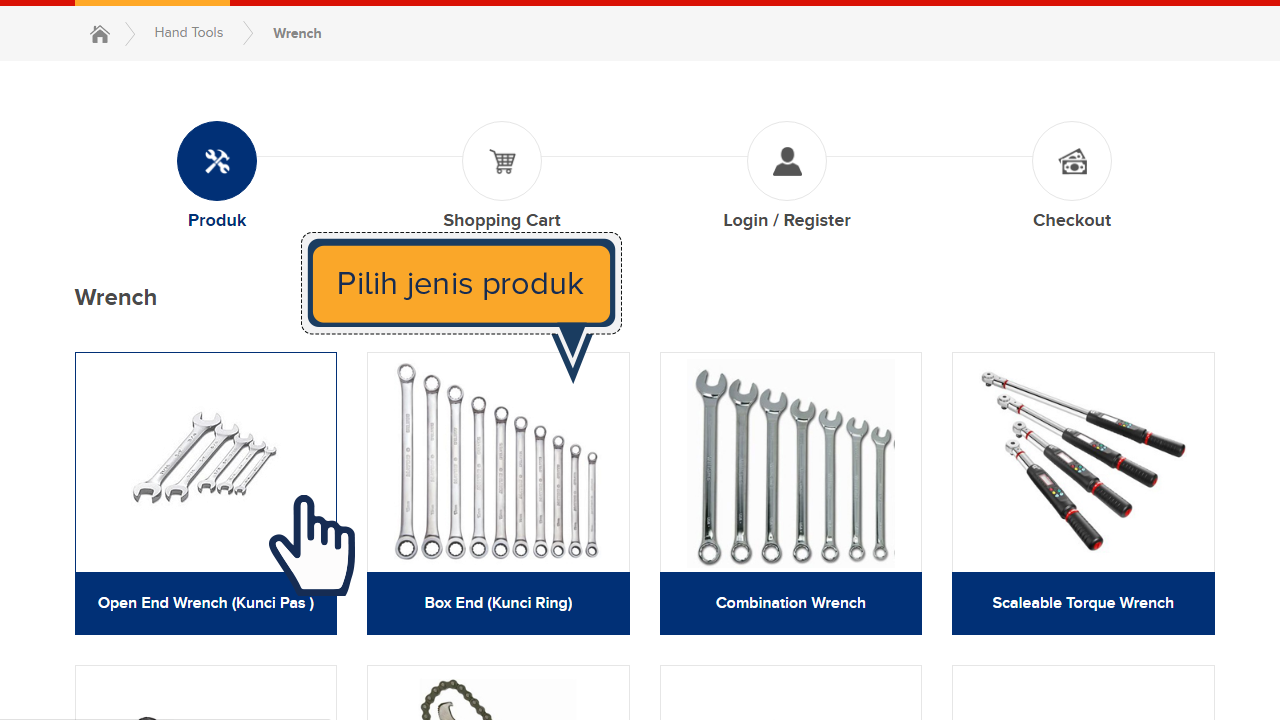 Hand Tools
Wrench
Produk
Shopping Cart
Login / Register
Checkout
Pilih jenis produk
Wrench
Open End Wrench (Kunci Pas )
Box End (Kunci Ring)
Combination Wrench
Scaleable Torque Wrench